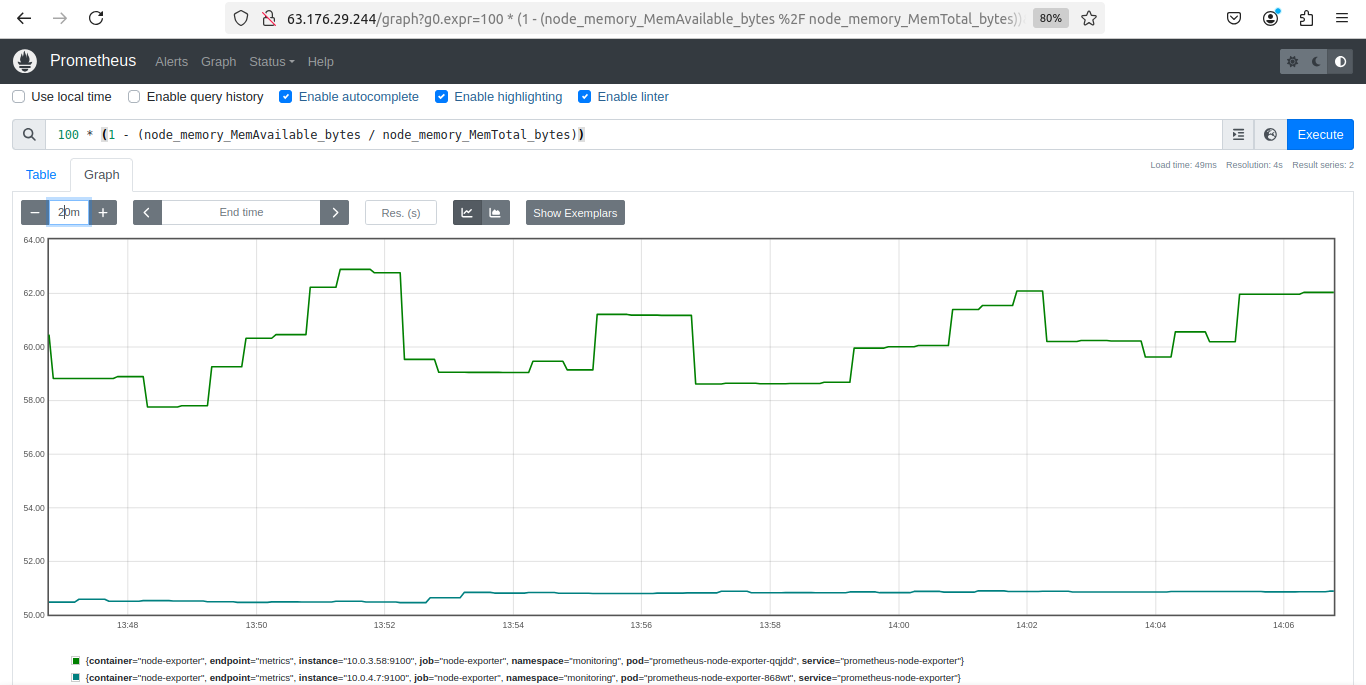 63.176.29.244/graph?g0.expr=100 * (1 - (node_memory_MemAvailable_bytes %2F node_memory_MemTotal_bytes)) 80%
Prometheus Alerts Graph Status Help
Use local time Enable query history Enable autocomplete Enable highlighting Enable linter
100 * (1 - (node_memory_MemAvailable_bytes / node_memory_MemTotal_bytes)) Execute
Table Graph Load time: 49ms Resolution: 4s Result series: 2
− 20m + End time Res. (s) Show Exemplars
64.00
62.00
60.00
58.00
56.00
54.00
52.00
50.00
13:48 13:50 13:52 13:54 13:56 13:58 14:00 14:02 14:04 14:06
{container="node-exporter", endpoint="metrics", instance="10.0.3.58:9100", job="node-exporter", namespace="monitoring", pod="prometheus-node-exporter-qqjdd", service="prometheus-node-exporter"}
{container="node-exporter", endpoint="metrics", instance="10.0.4.7:9100", job="node-exporter", namespace="monitoring", pod="prometheus-node-exporter-868wt", service="prometheus-node-exporter"}